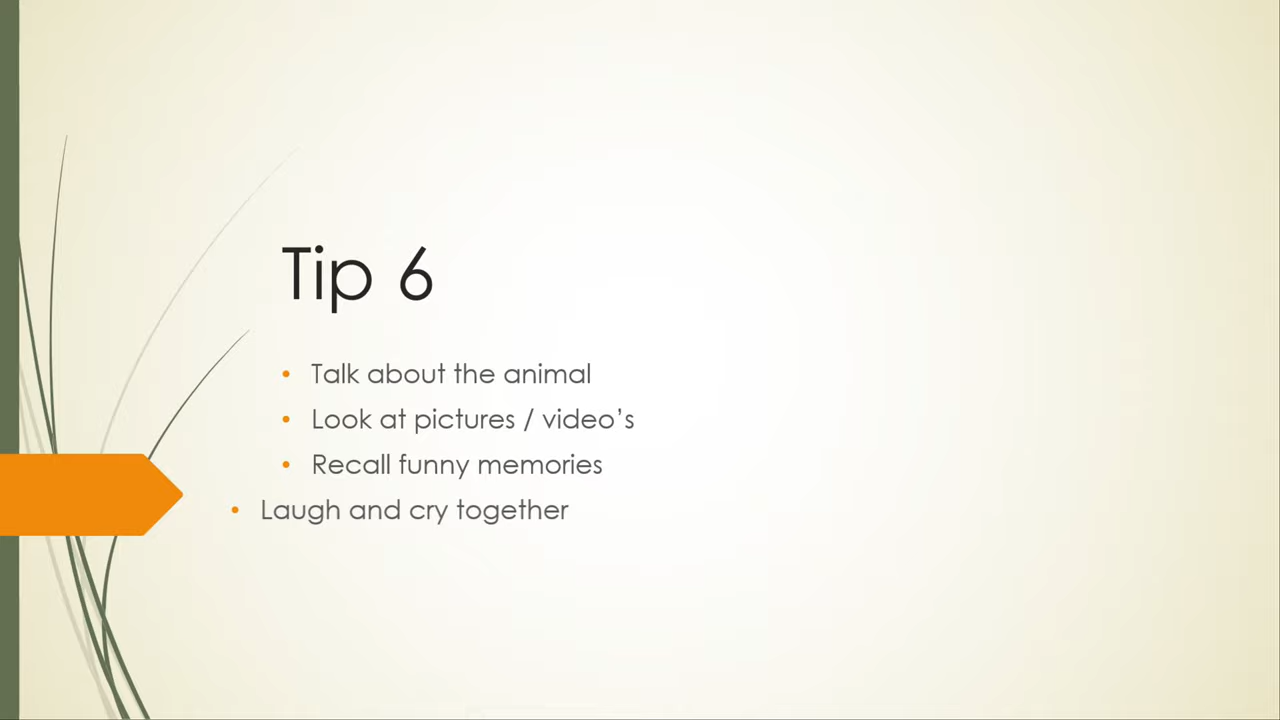 Tip 6
• Talk about the animal
• Look at pictures / video’s
• Recall funny memories
• Laugh and cry together